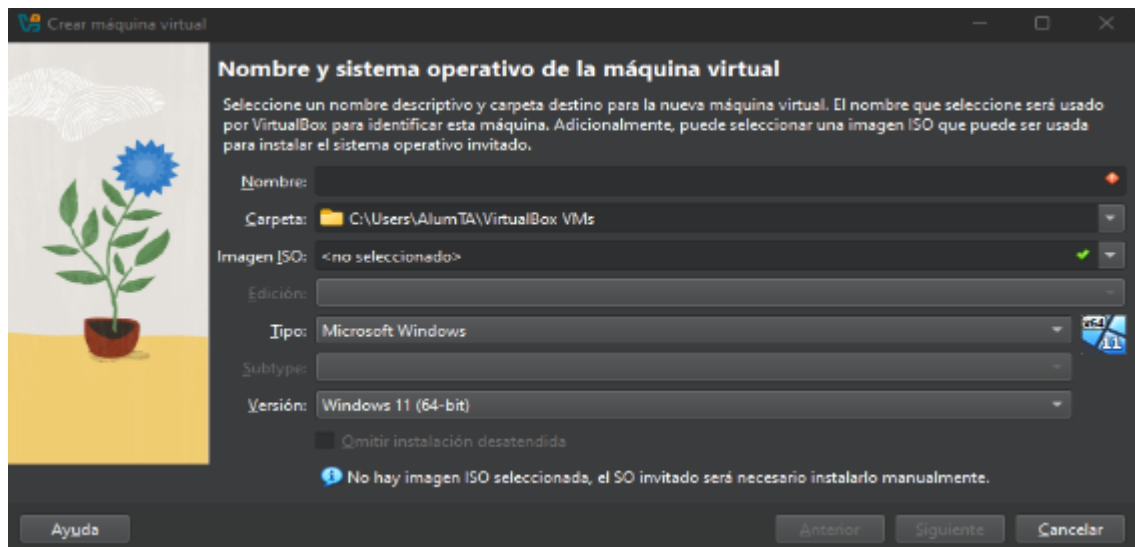 Crear máquina virtual
Nombre y sistema operativo de la máquina virtual
Seleccione un nombre descriptivo y carpeta destino para la nueva máquina virtual. El nombre que seleccione será usado
por VirtualBox para identificar esta máquina. Adicionalmente, puede seleccionar una imagen ISO que puede ser usada
para instalar el sistema operativo invitado.
Nombre:
Carpeta: C:\Users\AlumTA\VirtualBox VMs
Imagen ISO: <no seleccionado>
Edición:
Tipo: Microsoft Windows
x64
11
Subtype:
Versión: Windows 11 (64-bit)
Omitir instalación desatendida
No hay imagen ISO seleccionada, el SO invitado será necesario instalarlo manualmente.
Ayuda Anterior Siguiente Cancelar